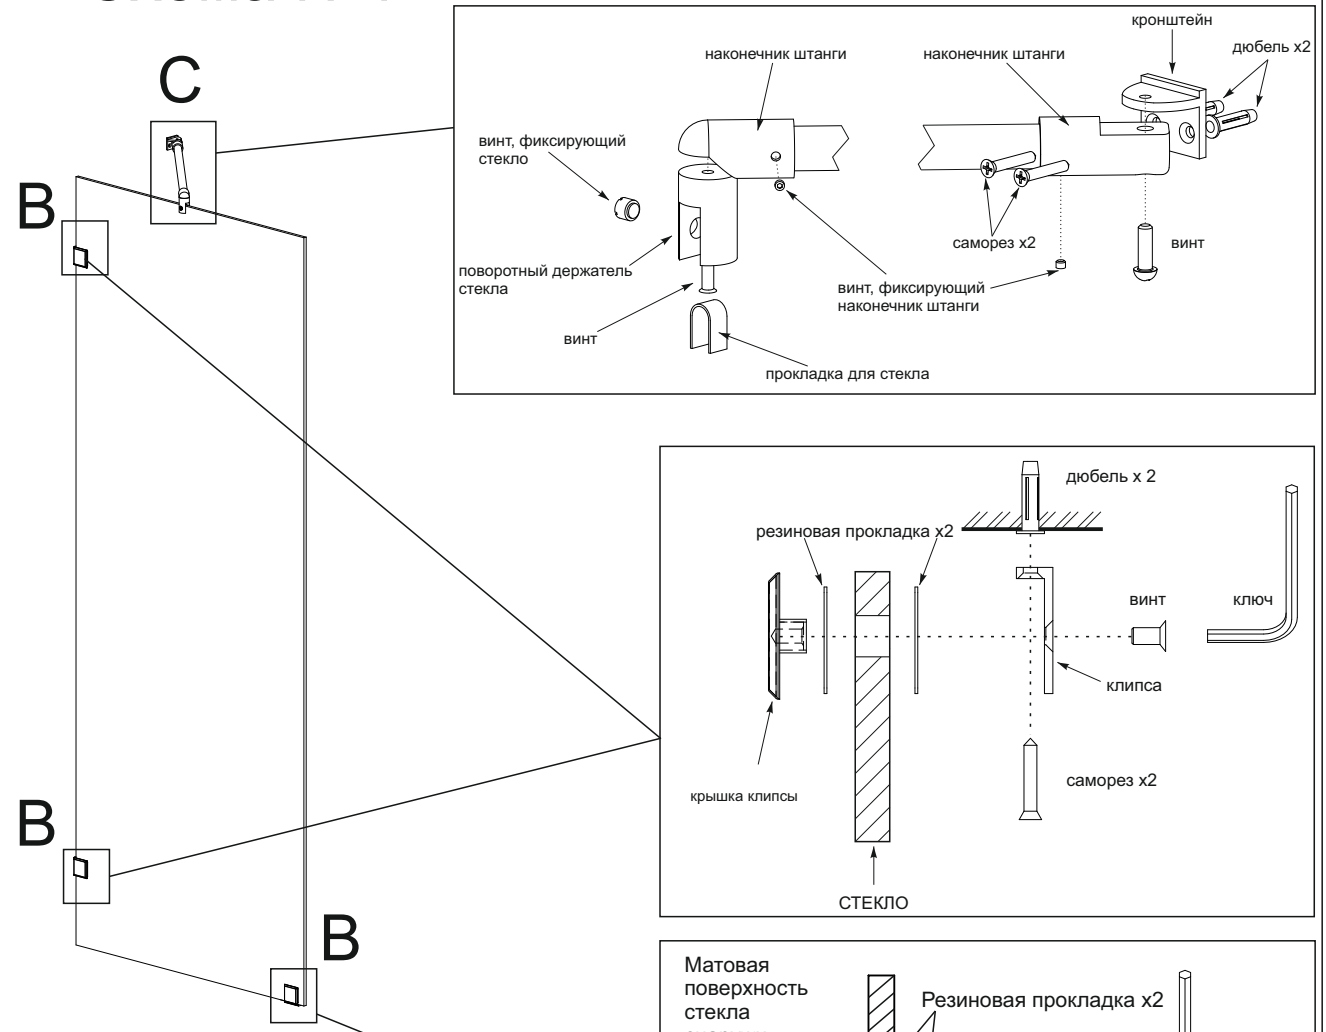 C
B
B
B
кронштейн
наконечник штанги
наконечник штанги
дюбель x2
винт, фиксирующий
стекло
саморез x2
винт
поворотный держатель
стекла
винт, фиксирующий
наконечник штанги
винт
прокладка для стекла
дюбель x 2
резиновая прокладка x2
винт
ключ
клипса
саморез x2
крышка клипсы
СТЕКЛО
Матовая
поверхность
стекла
Резиновая прокладка x2